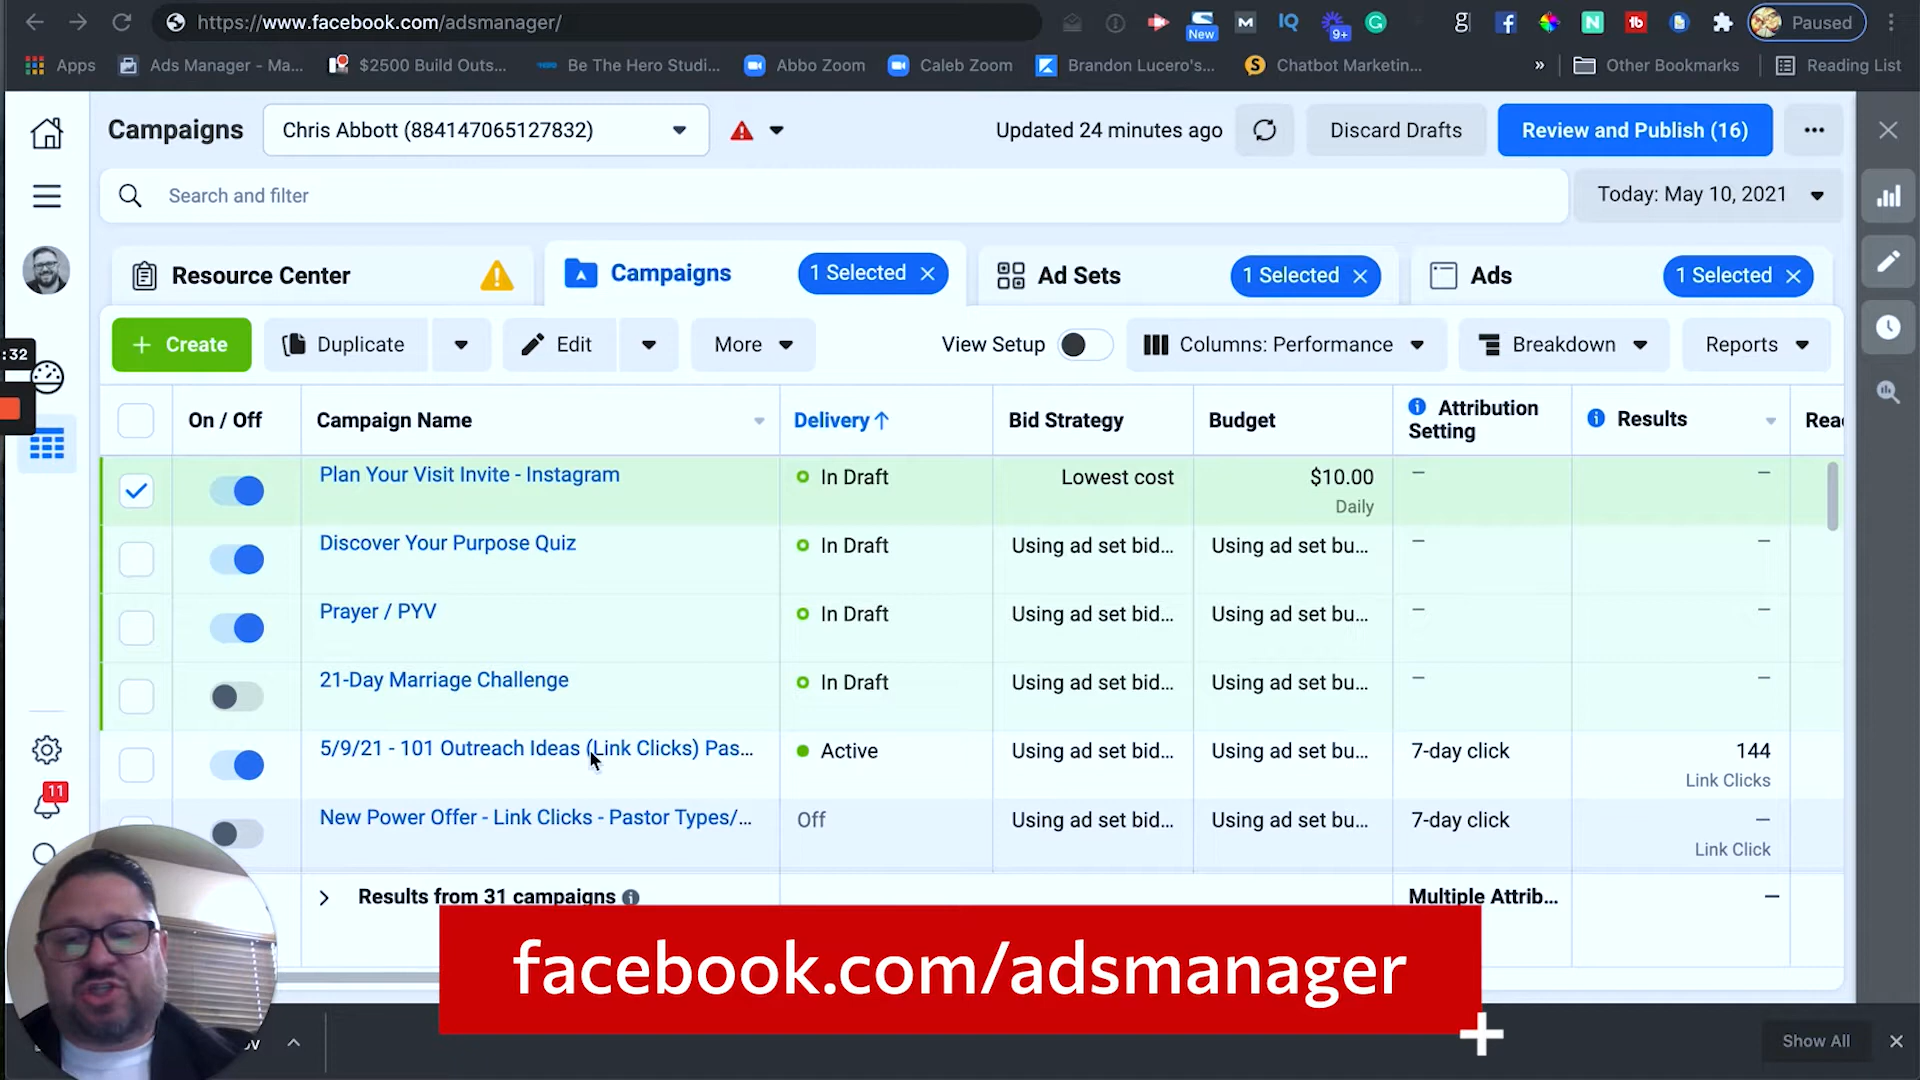 https://www.facebook.com/adsmanager/
New
M
IQ
9+
G
g
f
N
tb
Paused
Apps
Ads Manager - Ma...
$2500 Build Outs...
Be The Hero Studi...
Abbo Zoom
Caleb Zoom
Brandon Lucero's...
Chatbot Marketin...
»
Other Bookmarks
Reading List
Campaigns
Chris Abbott (884147065127832)
Updated 24 minutes ago
Discard Drafts
Review and Publish (16)
Search and filter
Today: May 10, 2021
Resource Center
Campaigns
1 Selected ×
Ad Sets
1 Selected ×
Ads
1 Selected ×
:32
+ Create
Duplicate
Edit
More
View Setup
Columns: Performance
Breakdown
Reports
On / Off
Campaign Name
Delivery↑
Bid Strategy
Budget
Attribution
Setting
Results
Rea
Plan Your Visit Invite - Instagram
In Draft
Lowest cost
$10.00
Daily
—
—
Discover Your Purpose Quiz
In Draft
Using ad set bid...
Using ad set bu...
—
—
Prayer / PYV
In Draft
Using ad set bid...
Using ad set bu...
—
—
21-Day Marriage Challenge
In Draft
Using ad set bid...
Using ad set bu...
—
—
5/9/21 - 101 Outreach Ideas (Link Clicks) Pas...
Active
Using ad set bid...
Using ad set bu...
7-day click
144
Link Clicks
11
New Power Offer - Link Clicks - Pastor Types/...
Off
Using ad set bid...
Using ad set bu...
7-day click
—
Link Click
Results from 31 campaigns
Multiple Attrib...
—
facebook.com/adsmanager
ov
Show All